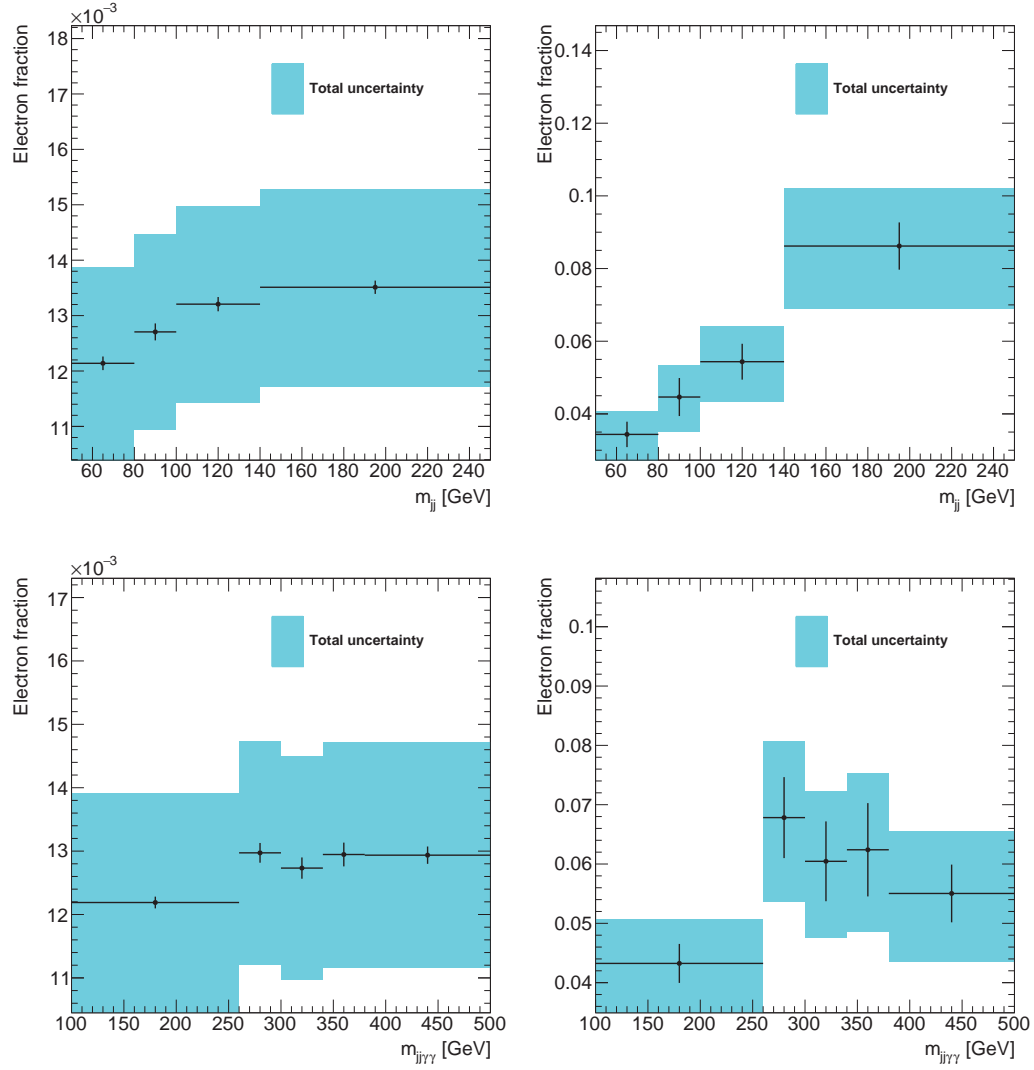 ×10⁻³
Electron fraction
18
17
16
15
14
13
12
11
Total uncertainty
60 80 100 120 140 160 180 200 220 240
m_jj [GeV]
Electron fraction
0.14
0.12
0.1
0.08
0.06
0.04
Total uncertainty
60 80 100 120 140 160 180 200 220 240
m_jj [GeV]
×10⁻³
Electron fraction
17
16
15
14
13
12
11
Total uncertainty
100 150 200 250 300 350 400 450 500
m_jjγγ [GeV]
Electron fraction
0.1
0.09
0.08
0.07
0.06
0.05
0.04
Total uncertainty
100 150 200 250 300 350 400 450 500
m_jjγγ [GeV]